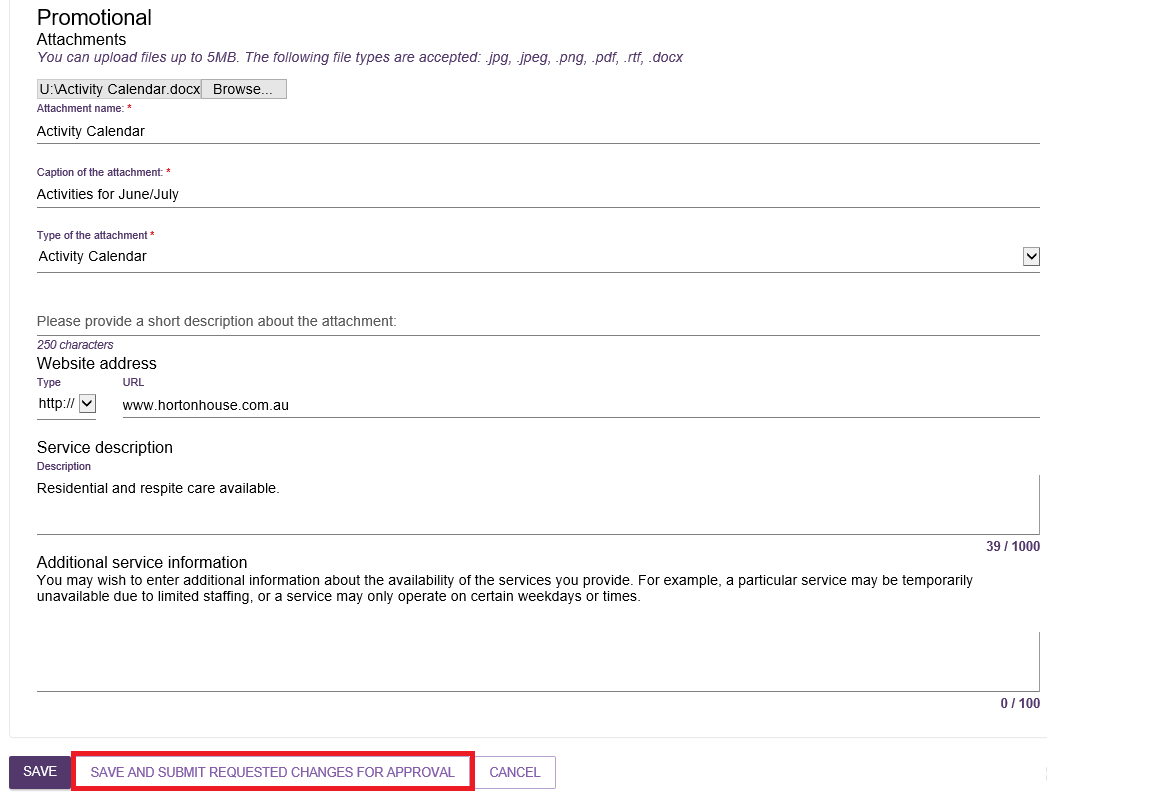 Promotional
Attachments
You can upload files up to 5MB. The following file types are accepted: .jpg, .jpeg, .png, .pdf, .rtf, .docx
U:\Activity Calendar.docx Browse...
Attachment name: *
Activity Calendar
Caption of the attachment: *
Activities for June/July
Type of the attachment *
Activity Calendar
Please provide a short description about the attachment:
250 characters
Website address
Type URL
http:// www.hortonhouse.com.au
Service description
Description
Residential and respite care available.
39 / 1000
Additional service information
You may wish to enter additional information about the availability of the services you provide. For example, a particular service may be temporarily
unavailable due to limited staffing, or a service may only operate on certain weekdays or times.
0 / 100
SAVE SAVE AND SUBMIT REQUESTED CHANGES FOR APPROVAL CANCEL